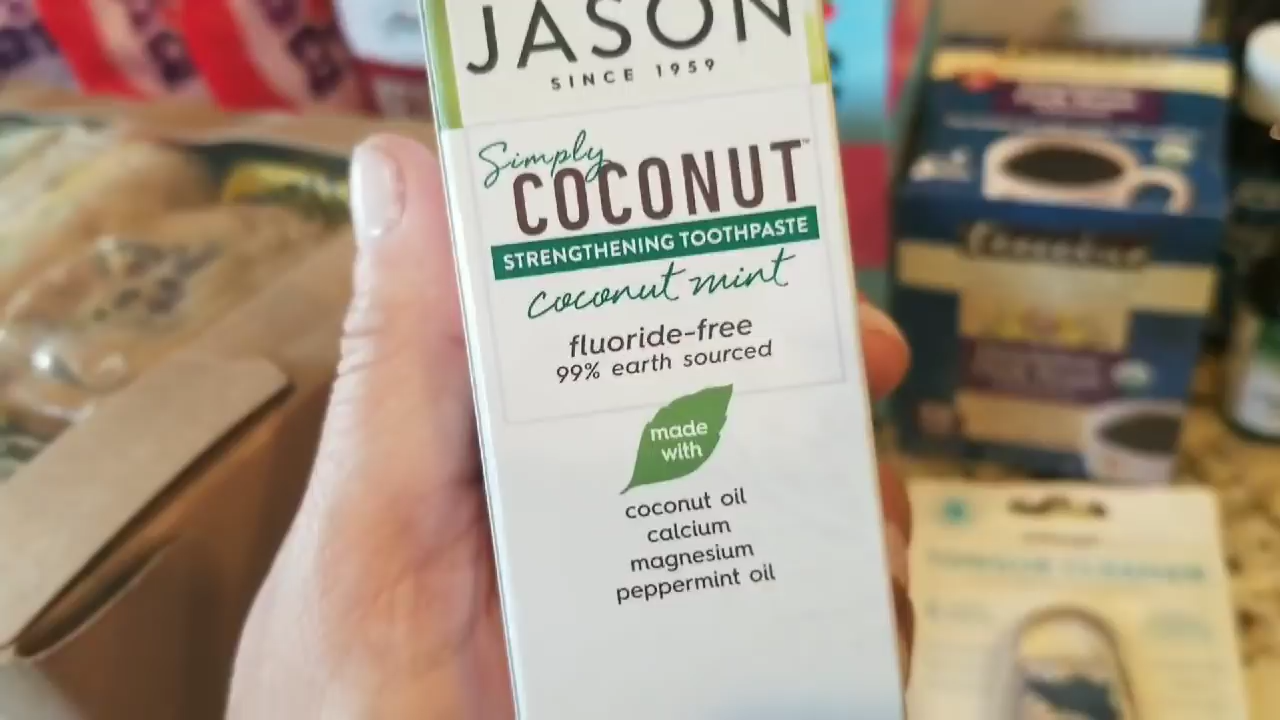 JASON
SINCE 1959
Simply
COCONUT™
STRENGTHENING TOOTHPASTE
coconut mint
fluoride-free
99% earth sourced
made
with
coconut oil
calcium
magnesium
peppermint oil